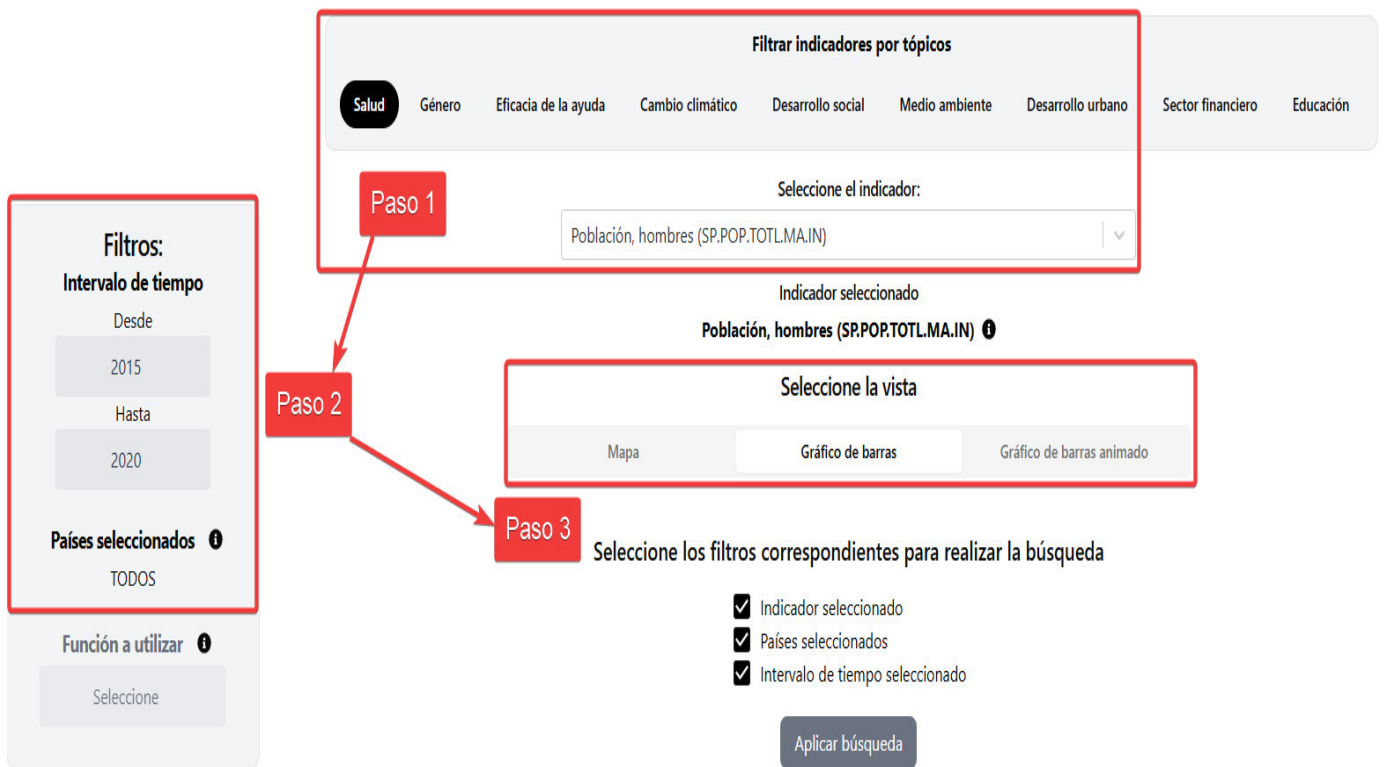 Filtrar indicadores por tópicos
Salud Género Eficacia de la ayuda Cambio climático Desarrollo social Medio ambiente Desarrollo urbano Sector financiero Educación
Paso 1
Seleccione el indicador:
Población, hombres (SP.POP.TOTL.MA.IN)
Indicador seleccionado
Población, hombres (SP.POP.TOTL.MA.IN)
Filtros:
Intervalo de tiempo
Desde
2015
Hasta
2020
Países seleccionados
TODOS
Función a utilizar
Seleccione
Paso 2
Seleccione la vista
Mapa Gráfico de barras Gráfico de barras animado
Paso 3
Seleccione los filtros correspondientes para realizar la búsqueda
Indicador seleccionado
Países seleccionados
Intervalo de tiempo seleccionado
Aplicar búsqueda